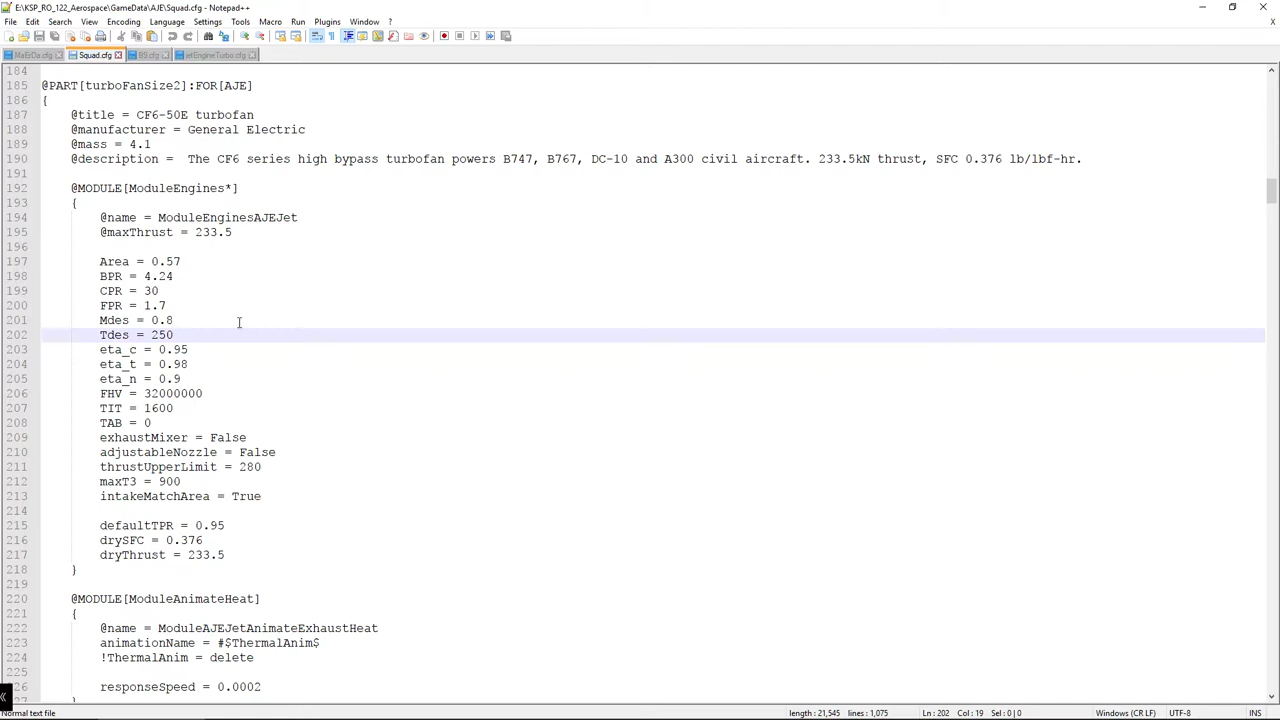 E:\KSP_RO_122_Aerospace\GameData\AJE\Squad.cfg - Notepad++
File Edit Search View Encoding Language Settings Tools Macro Run Plugins Window ?
Squad.cfg jetEngineTurbo.cfg
184
185 @PART[turboFanSize2]:FOR[AJE]
186 {
187 @title = CF6-50E turbofan
188 @manufacturer = General Electric
189 @mass = 4.1
190 @description =  The CF6 series high bypass turbofan powers B747, B767, DC-10 and A300 civil aircraft. 233.5kN thrust, SFC 0.376 lb/lbf-hr.
191
192 @MODULE[ModuleEngines*]
193 {
194 @name = ModuleEnginesAJEJet
195 @maxThrust = 233.5
196
197 Area = 0.57
198 BPR = 4.24
199 CPR = 30
200 FPR = 1.7
201 Mdes = 0.8
202 Tdes = 250
203 eta_c = 0.95
204 eta_t = 0.98
205 eta_n = 0.9
206 FHV = 32000000
207 TIT = 1600
208 TAB = 0
209 exhaustMixer = False
210 adjustableNozzle = False
211 thrustUpperLimit = 280
212 maxT3 = 900
213 intakeMatchArea = True
214
215 defaultTPR = 0.95
216 drySFC = 0.376
217 dryThrust = 233.5
218 }
219
220 @MODULE[ModuleAnimateHeat]
221 {
222 @name = ModuleAJEJetAnimateExhaustHeat
223 animationName = #$ThermalAnim$
224 !ThermalAnim = delete
225
226 responseSpeed = 0.0002
Normal text file length : 21,545 lines : 1,075 Ln : 202 Col : 19 Sel : 0 | 0 Windows (CR LF) UTF-8 INS